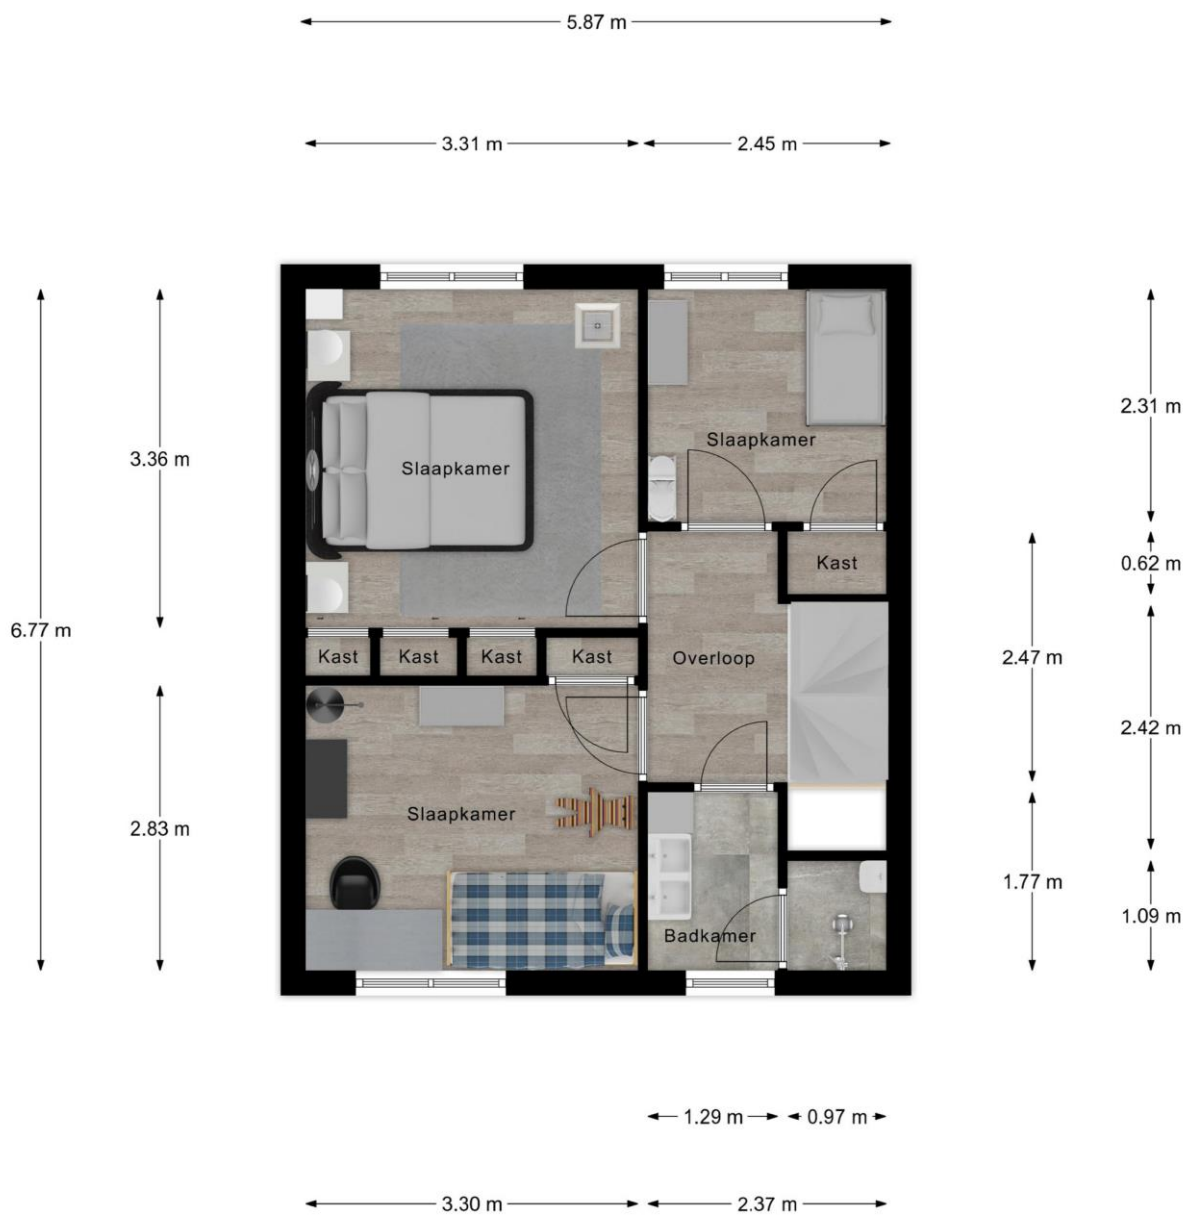 5.87 m
3.31 m
2.45 m
2.31 m
Slaapkamer
3.36 m
Slaapkamer
0.62 m
Kast
6.77 m
Kast
Kast
Kast
Kast
Overloop
2.47 m
2.42 m
Slaapkamer
2.83 m
1.77 m
1.09 m
Badkamer
1.29 m
0.97 m
3.30 m
2.37 m